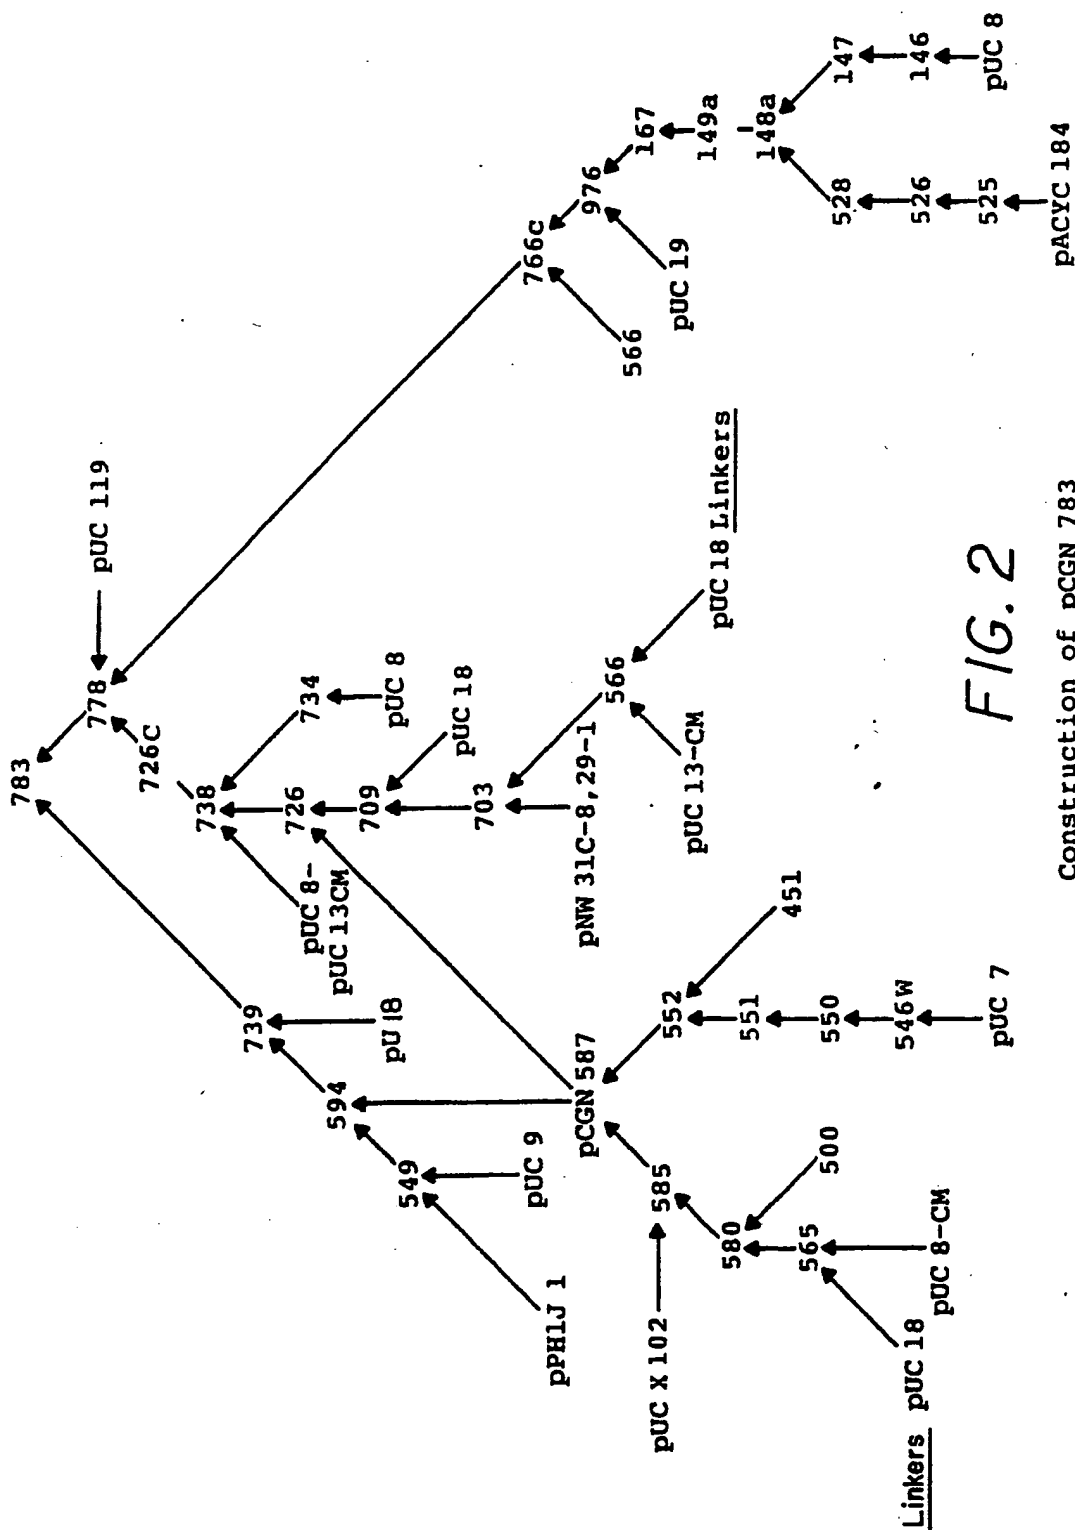 783
778
pUC 119
726C
738
739
pUC 8-
pUC 13CM
726
734
594
709
pU18
pUC 8
549
pUC 18
703
pUC 9
766c
pPH1J 1
pCGN 587
pNW 31C-8,29-1
976
566
566
167
pUC X 102
585
552
pUC 19
pUC 13-CM
149a
pUC 18 Linkers
580
551
148a
451
565
500
550
528
147
546W
Linkers pUC 18
526
146
pUC 8-CM
pUC 7
525
pUC 8
pACYC 184
FIG. 2
Construction of pCGN 783